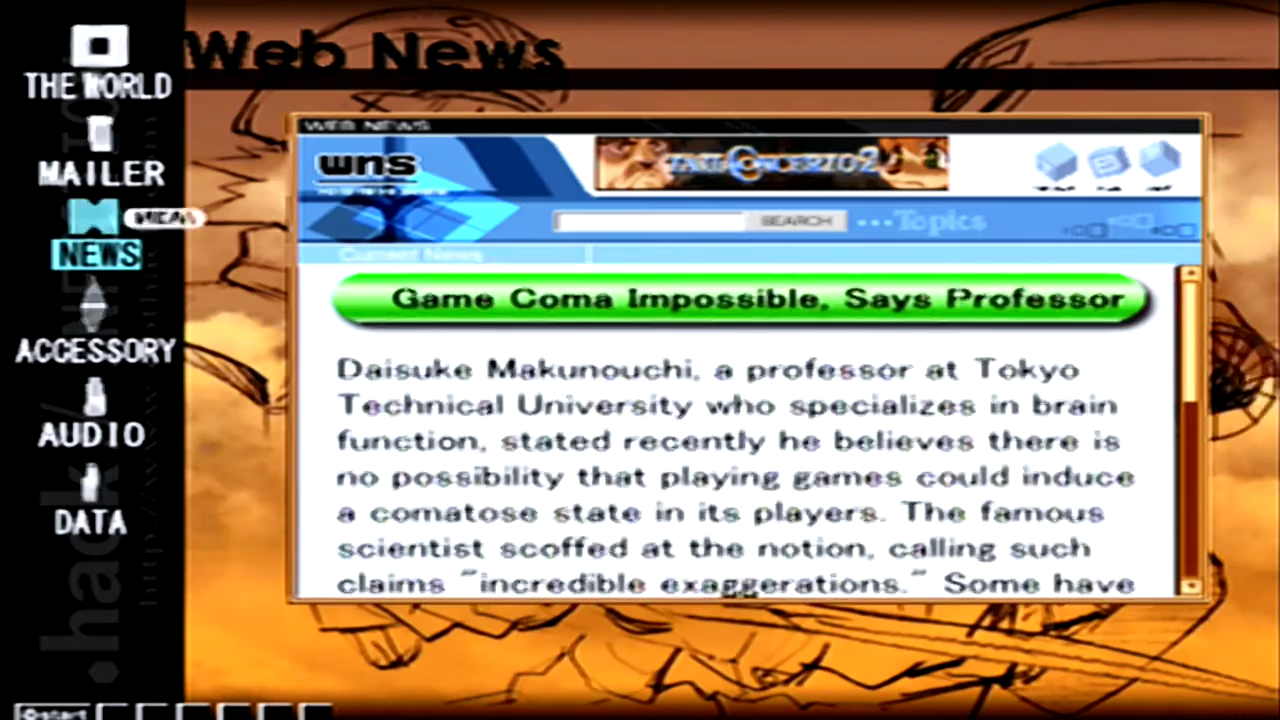 Web News
THE WORLD
MAILER
NEWS
ACCESSORY
AUDIO
DATA
.hack//
WEB NEWS
wns
SEARCH
Topics
Current News
Game Coma Impossible, Says Professor
Daisuke Makunouchi, a professor at Tokyo
Technical University who specializes in brain
function, stated recently he believes there is
no possibility that playing games could induce
a comatose state in its players. The famous
scientist scoffed at the notion, calling such
claims "incredible exaggerations." Some have